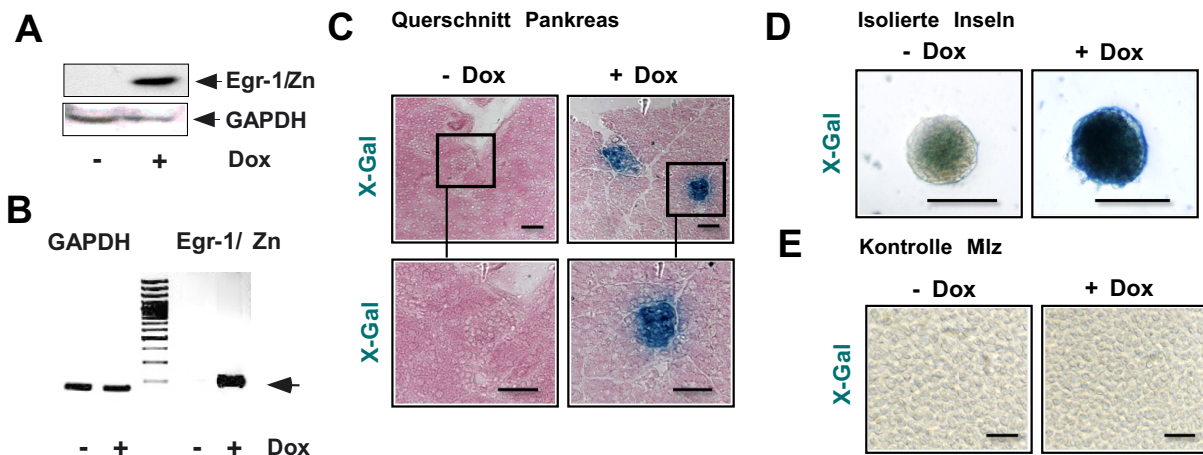 A
Egr-1/Zn
GAPDH
- + Dox
B
GAPDH Egr-1/ Zn
- + - + Dox
C Querschnitt Pankreas
- Dox + Dox
X-Gal
X-Gal
D Isolierte Inseln
- Dox + Dox
X-Gal
E Kontrolle Mlz
- Dox + Dox
X-Gal